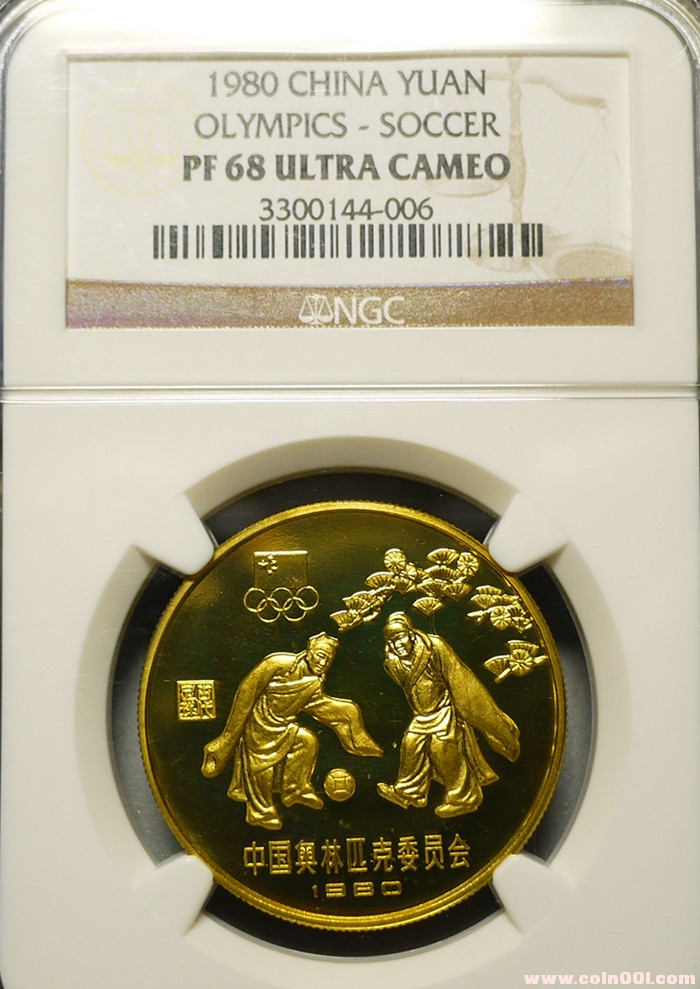 1980 CHINA YUAN
OLYMPICS - SOCCER
PF 68 ULTRA CAMEO
3300144-006
NGC
中国奥林匹克委员会
1980
www.coin001.com